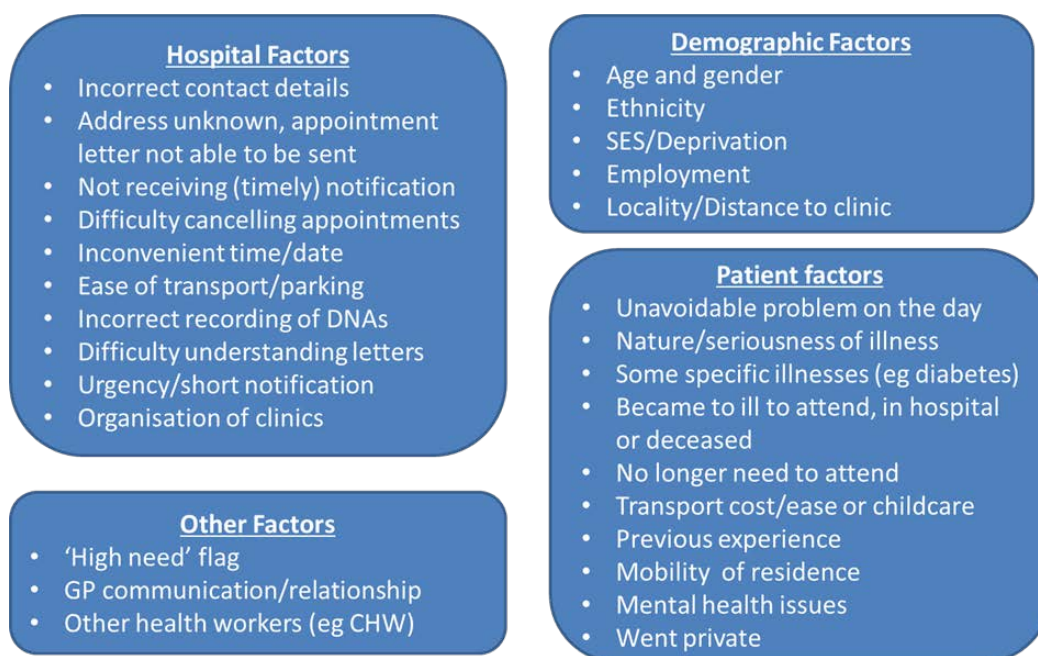 Hospital Factors
• Incorrect contact details
• Address unknown, appointment
letter not able to be sent
• Not receiving (timely) notification
• Difficulty cancelling appointments
• Inconvenient time/date
• Ease of transport/parking
• Incorrect recording of DNAs
• Difficulty understanding letters
• Urgency/short notification
• Organisation of clinics
Demographic Factors
• Age and gender
• Ethnicity
• SES/Deprivation
• Employment
• Locality/Distance to clinic
Other Factors
• ‘High need’ flag
• GP communication/relationship
• Other health workers (eg CHW)
Patient factors
• Unavoidable problem on the day
• Nature/seriousness of illness
• Some specific illnesses (eg diabetes)
• Became to ill to attend, in hospital
or deceased
• No longer need to attend
• Transport cost/ease or childcare
• Previous experience
• Mobility of residence
• Mental health issues
• Went private